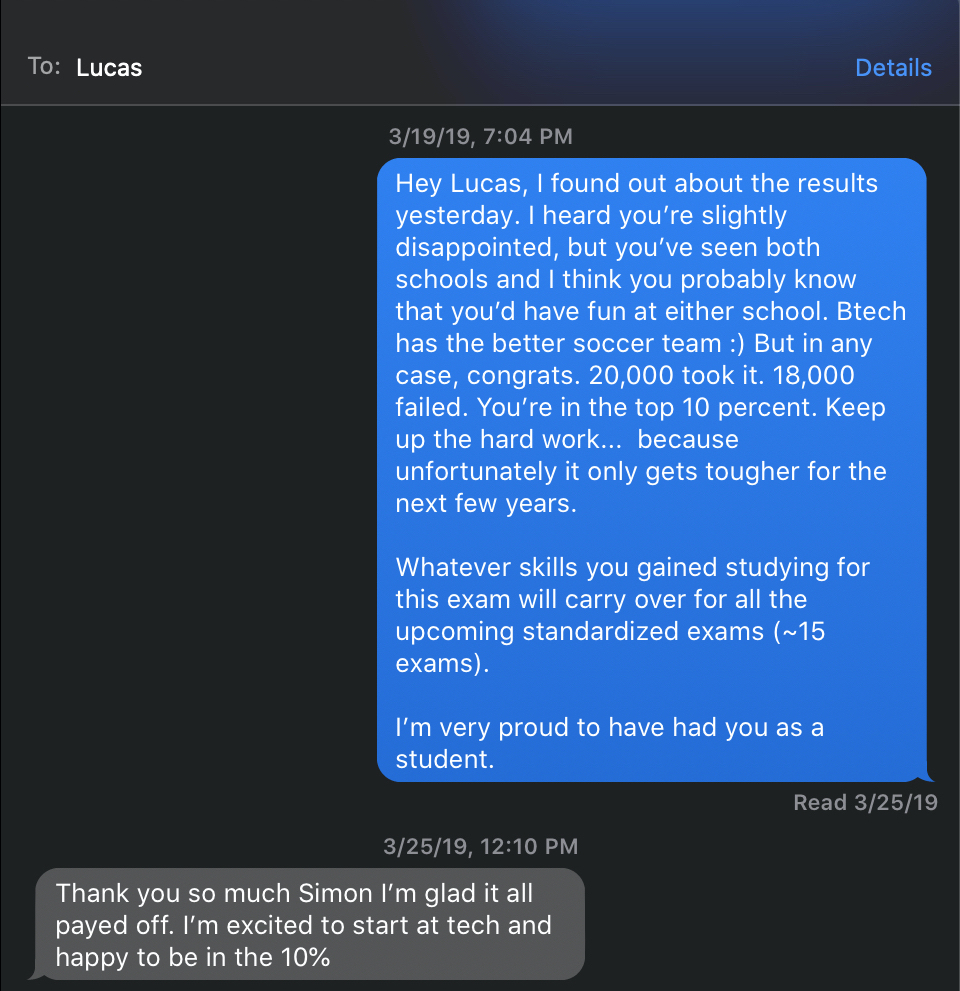 To: Lucas
Details
3/19/19, 7:04 PM
Hey Lucas, I found out about the results
yesterday. I heard you’re slightly
disappointed, but you’ve seen both
schools and I think you probably know
that you’d have fun at either school. Btech
has the better soccer team :) But in any
case, congrats. 20,000 took it. 18,000
failed. You’re in the top 10 percent. Keep
up the hard work...  because
unfortunately it only gets tougher for the
next few years.
Whatever skills you gained studying for
this exam will carry over for all the
upcoming standardized exams (~15
exams).
I’m very proud to have had you as a
student.
Read 3/25/19
3/25/19, 12:10 PM
Thank you so much Simon I’m glad it all
payed off. I’m excited to start at tech and
happy to be in the 10%